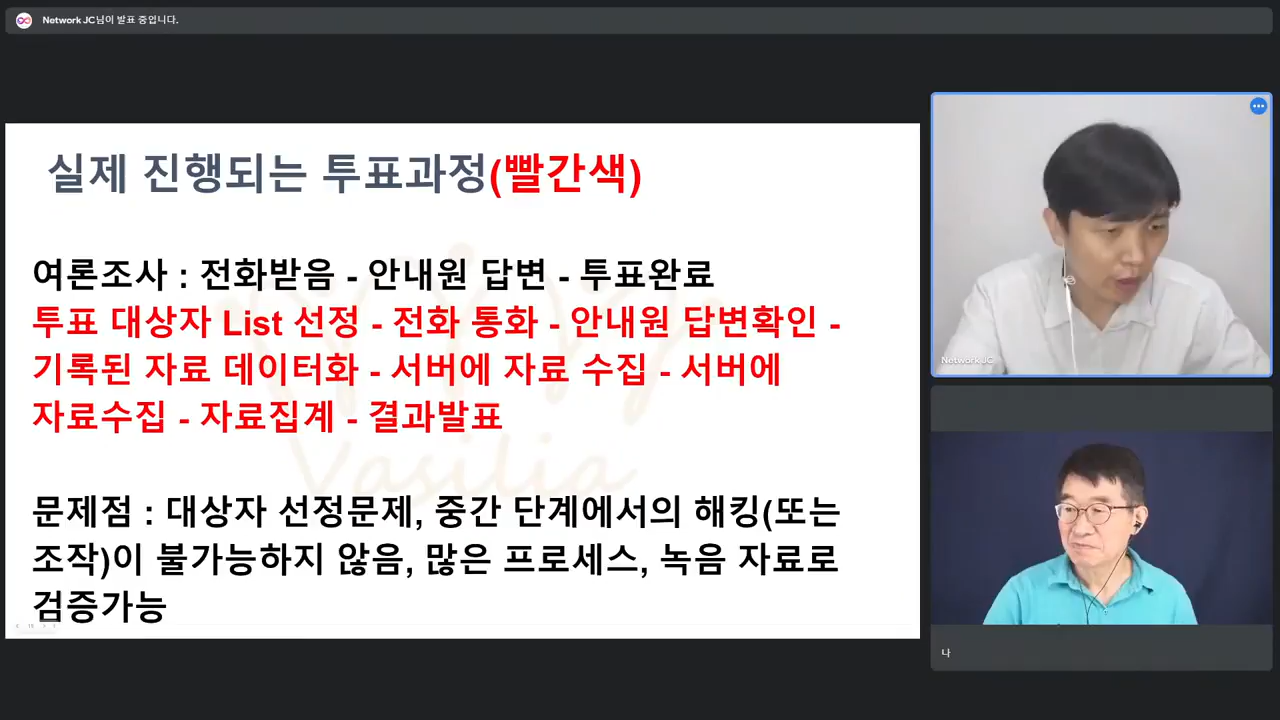 Network JC님이 발표 중입니다.
실제 진행되는 투표과정(빨간색)
여론조사 : 전화받음 - 안내원 답변 - 투표완료
투표 대상자 List 선정 - 전화 통화 - 안내원 답변확인 -
기록된 자료 데이터화 - 서버에 자료 수집 - 서버에
자료수집 - 자료집계 - 결과발표
Vasilia
문제점 : 대상자 선정문제, 중간 단계에서의 해킹(또는
조작)이 불가능하지 않음, 많은 프로세스, 녹음 자료로
검증가능
Network JC
나